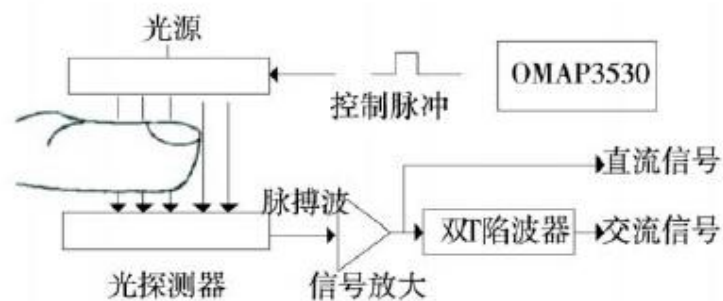 光源
OMAP3530
控制脉冲
直流信号
脉搏波
双T陷波器
交流信号
光探测器
信号放大